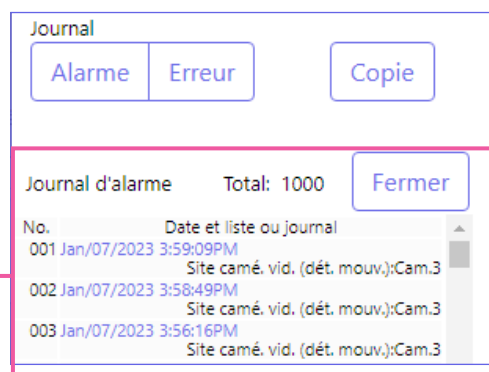 Journal
Alarme Erreur Copie
Journal d'alarme Total: 1000 Fermer
No. Date et liste ou journal
001 Jan/07/2023 3:59:09PM
Site camé. vid. (dét. mouv.):Cam.3
002 Jan/07/2023 3:58:49PM
Site camé. vid. (dét. mouv.):Cam.3
003 Jan/07/2023 3:56:16PM
Site camé. vid. (dét. mouv.):Cam.3